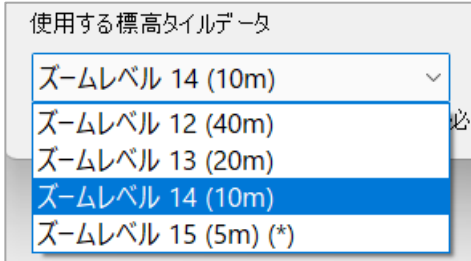 使用する標高タイルデータ
ズームレベル 14 (10m)
ズームレベル 12 (40m)
必
ズームレベル 13 (20m)
ズームレベル 14 (10m)
ズームレベル 15 (5m) (*)